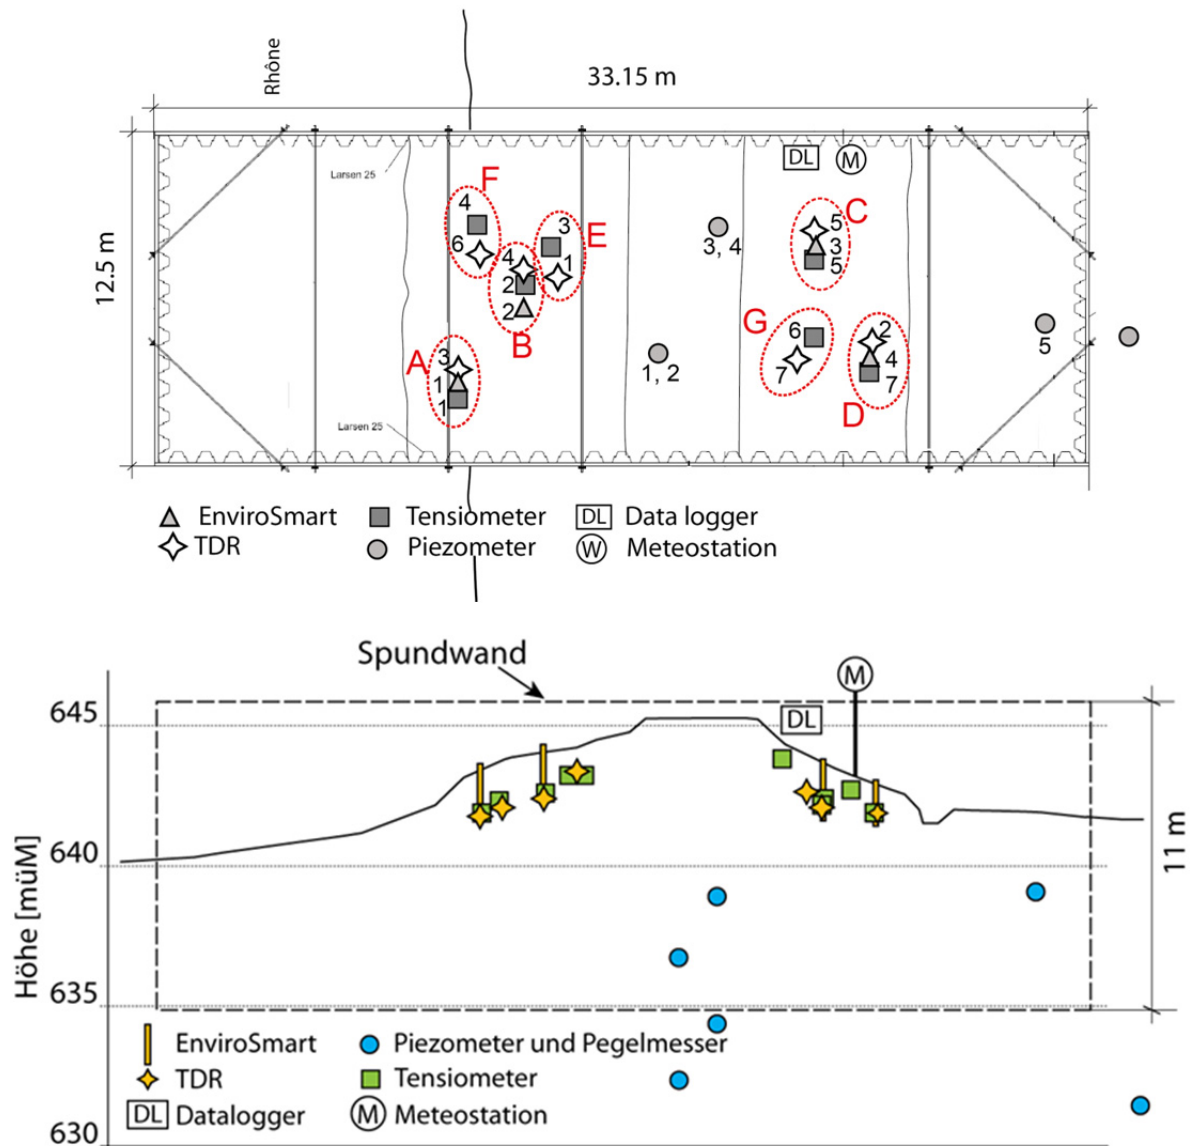 Rhône
33.15 m
12.5 m
Larsen 25
DL M
F
4
6
3
E
1
4
2
2
B
C
5
3
5
3, 4
A
3
1
1
1, 2
G
6
7
2
4
7
D
5
Larsen 25
EnviroSmart Tensiometer DL Data logger
TDR Piezometer W Meteostation
Spundwand
M
DL
645
640
635
630
Höhe [müM]
11 m
EnviroSmart Piezometer und Pegelmesser
TDR Tensiometer
DL Datalogger M Meteostation